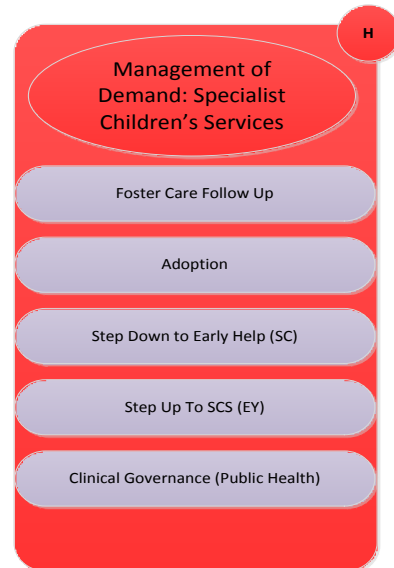 H
Management of
Demand: Specialist
Children's Services
Foster Care Follow Up
Adoption
Step Down to Early Help (SC)
Step Up To SCS (EY)
Clinical Governance (Public Health)